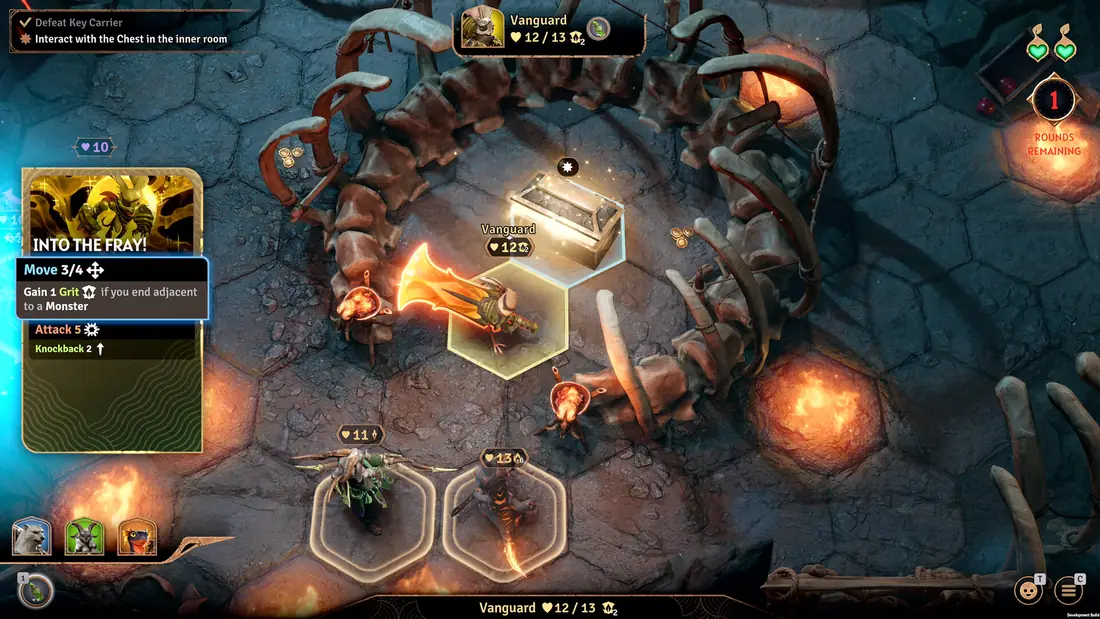 Defeat Key Carrier
Interact with the Chest in the inner room
Vanguard
12 / 13 2
1
ROUNDS
REMAINING
10
INTO THE FRAY!
Move 3/4
Gain 1 Grit if you end adjacent
to a Monster
Attack 5
Knockback 2
Vanguard
12 2
11
13
1
T
C
Vanguard 12 / 13 2
Development Build